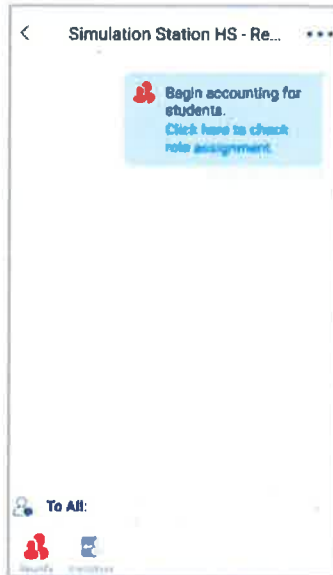 Simulation Station HS - Re...
Begin accounting for
students.
Click here to check
role assignment.
To All: